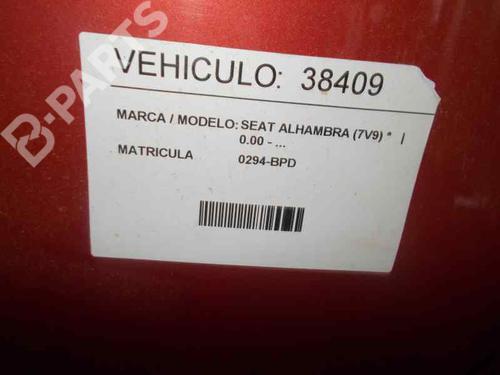 B-PARTS
VEHICULO: 38409
MARCA / MODELO: SEAT ALHAMBRA (7V9) * |
0.00 - ...
MATRICULA 0294-BPD